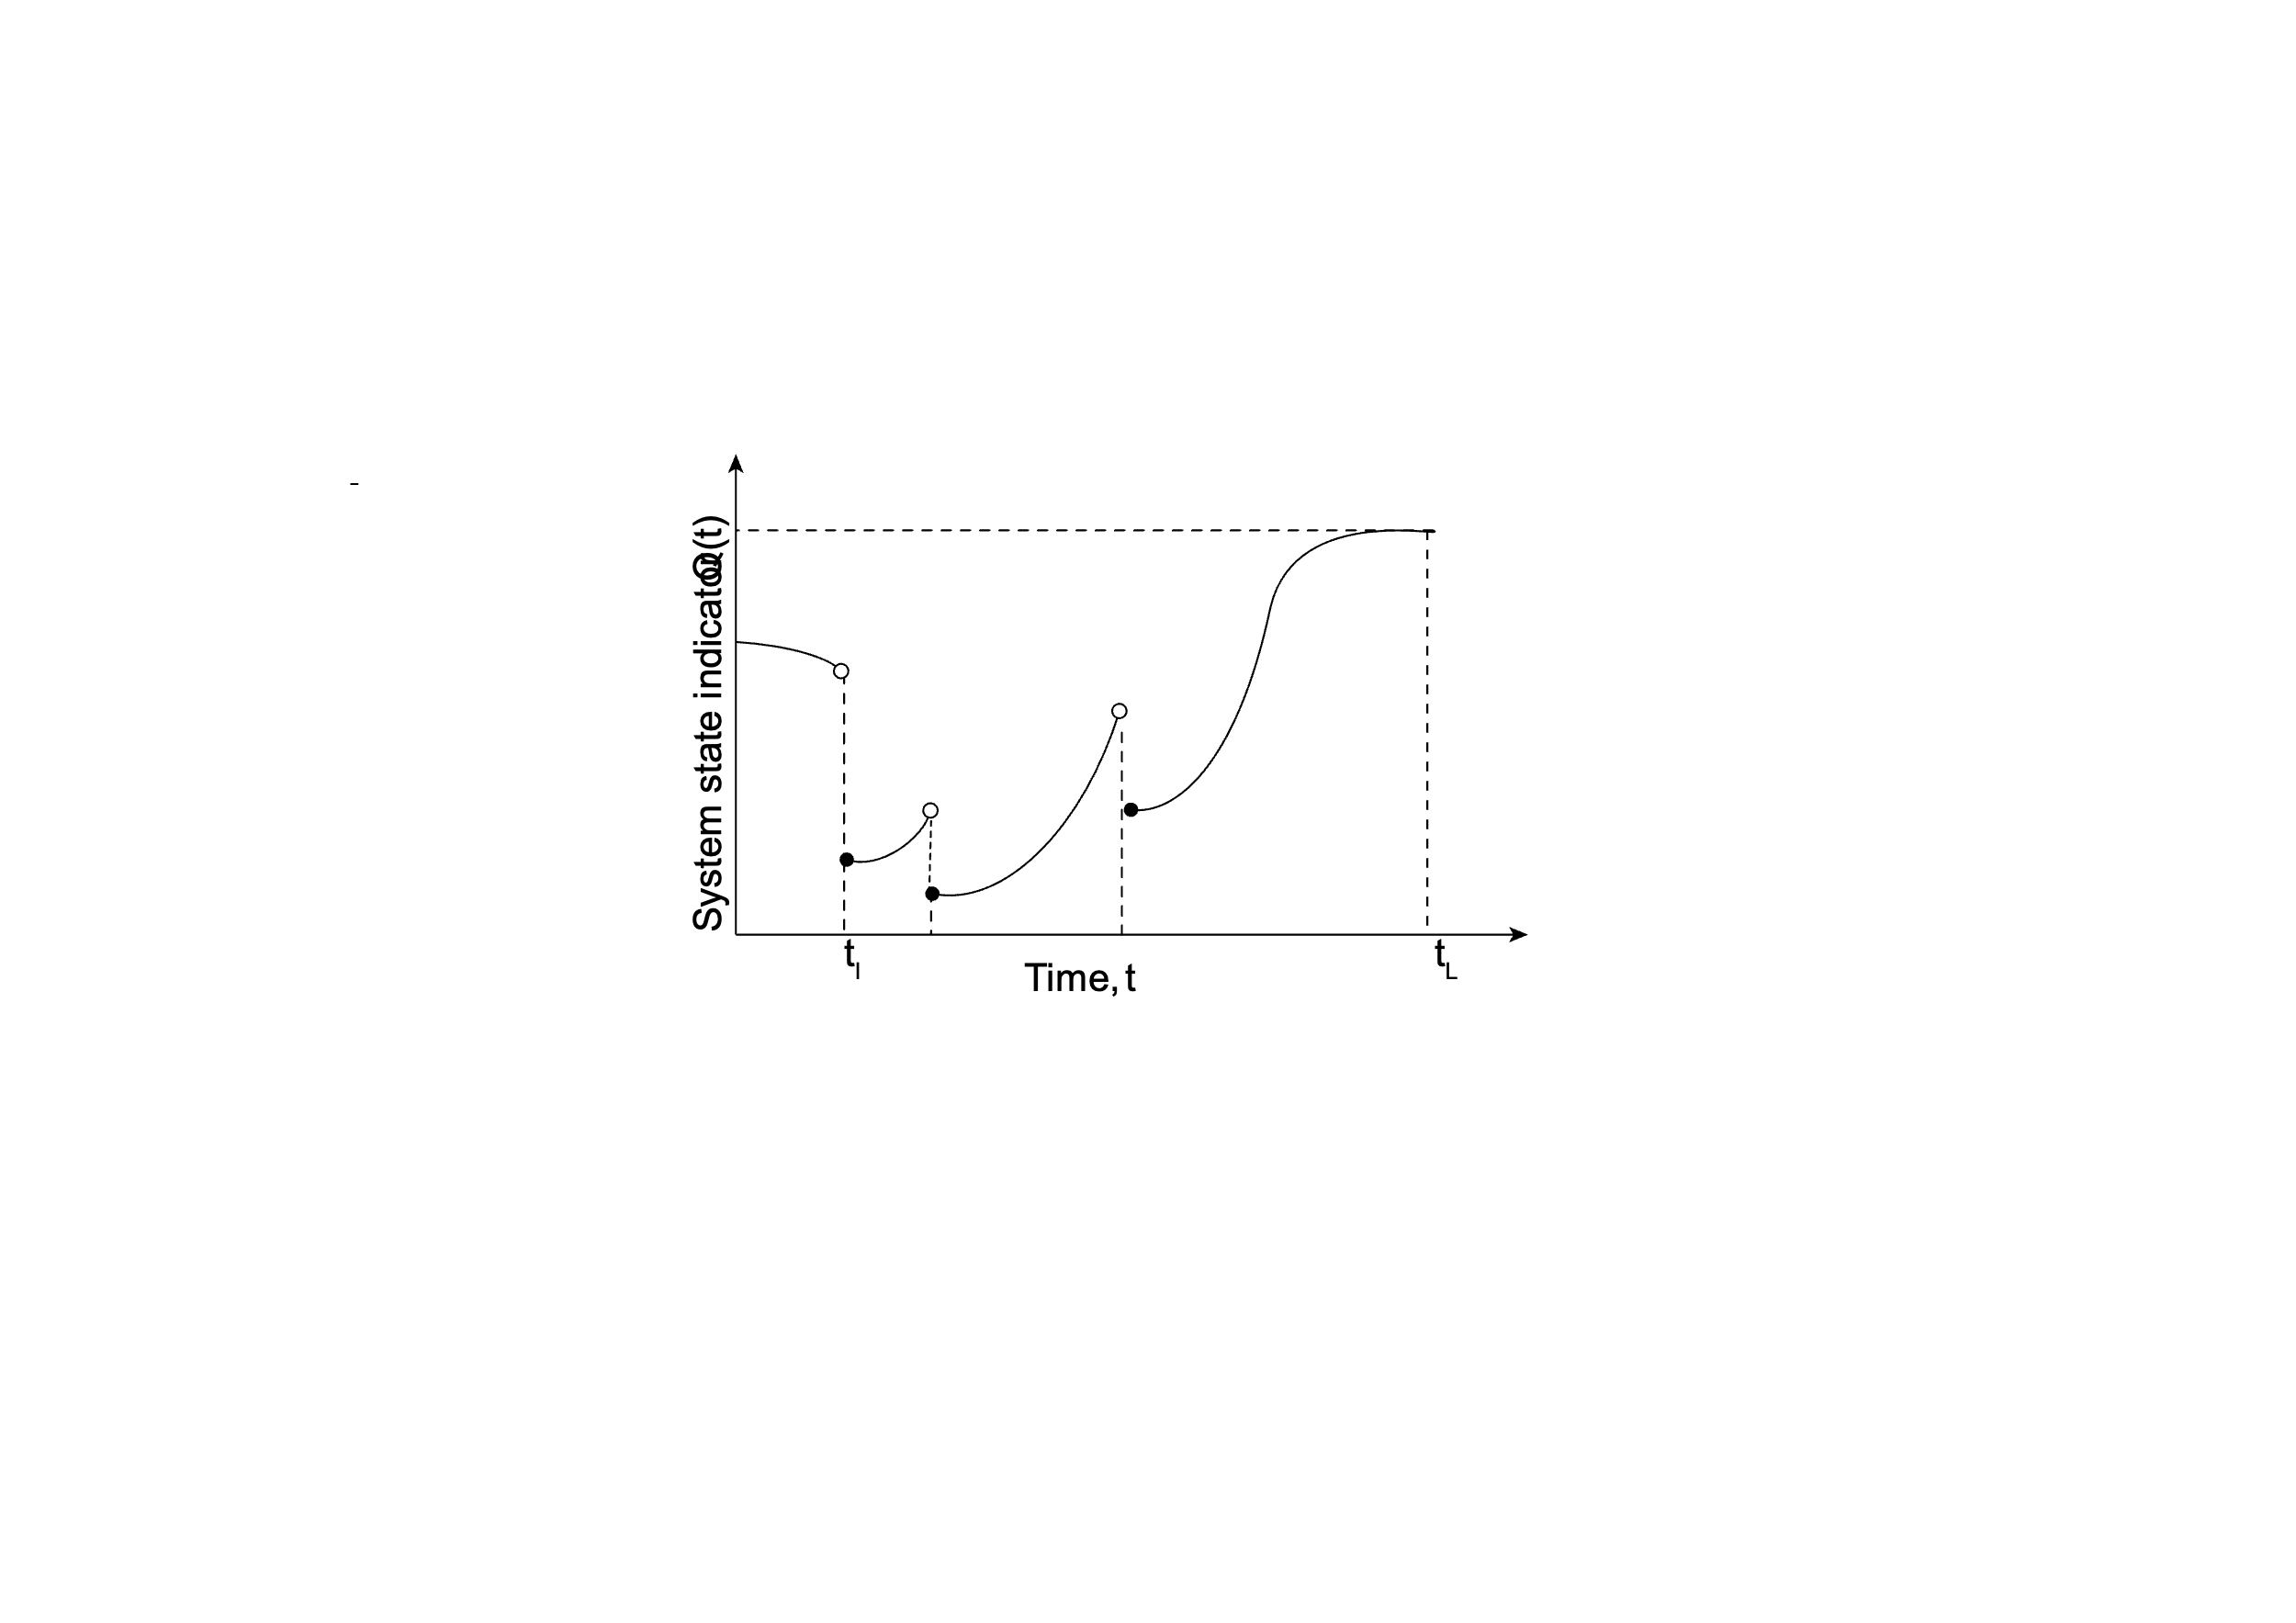 System state indicator
Q(t)
t_I
t_L
Time, t